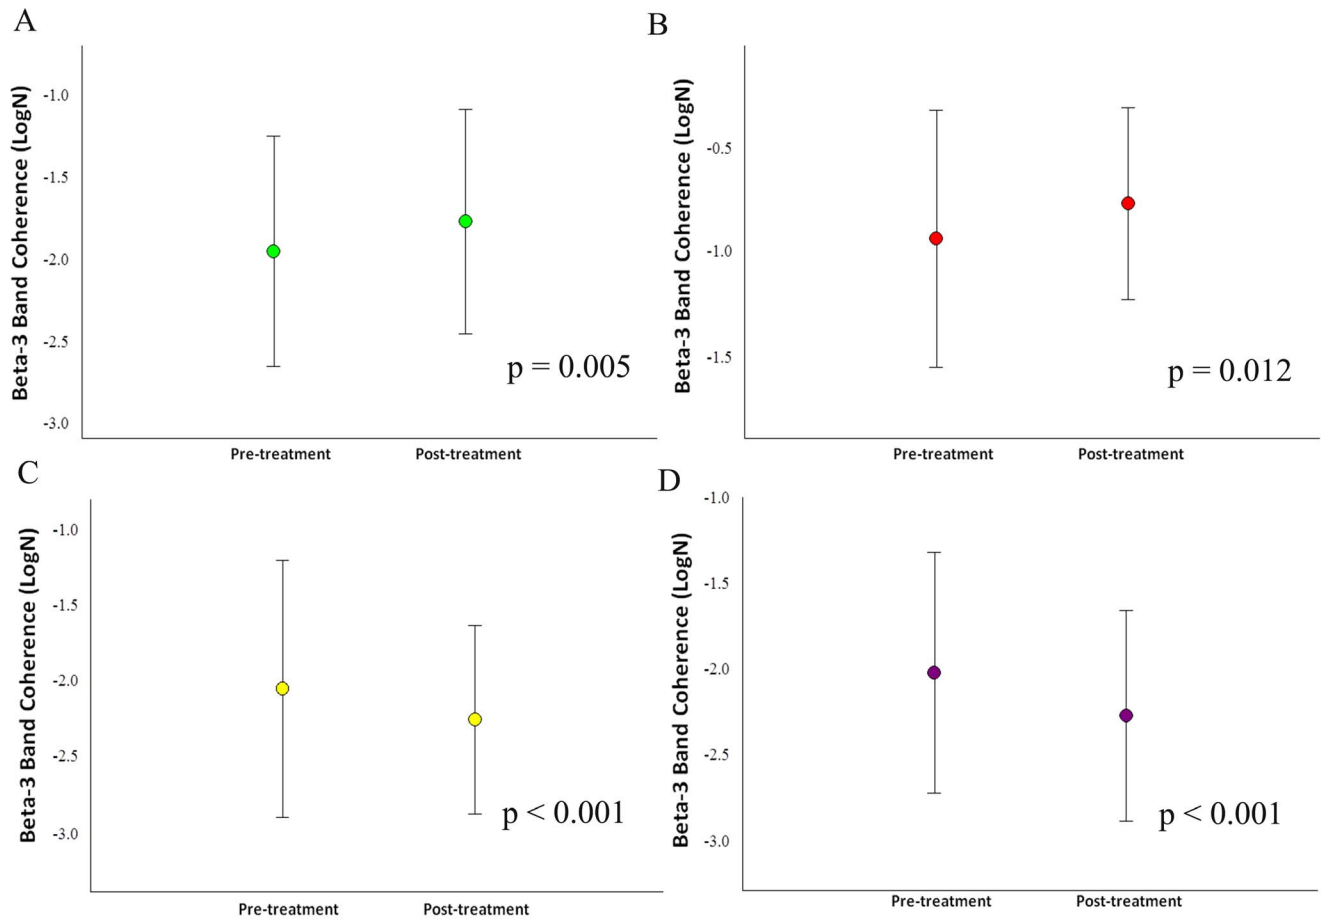 A
Beta-3 Band Coherence (LogN)
-1.0
-1.5
-2.0
-2.5
-3.0
p = 0.005
Pre-treatment
Post-treatment
B
Beta-3 Band Coherence (LogN)
-0.5
-1.0
-1.5
p = 0.012
Pre-treatment
Post-treatment
C
Beta-3 Band Coherence (LogN)
-1.0
-1.5
-2.0
-2.5
-3.0
p < 0.001
Pre-treatment
Post-treatment
D
Beta-3 Band Coherence (LogN)
-1.0
-1.5
-2.0
-2.5
-3.0
p < 0.001
Pre-treatment
Post-treatment